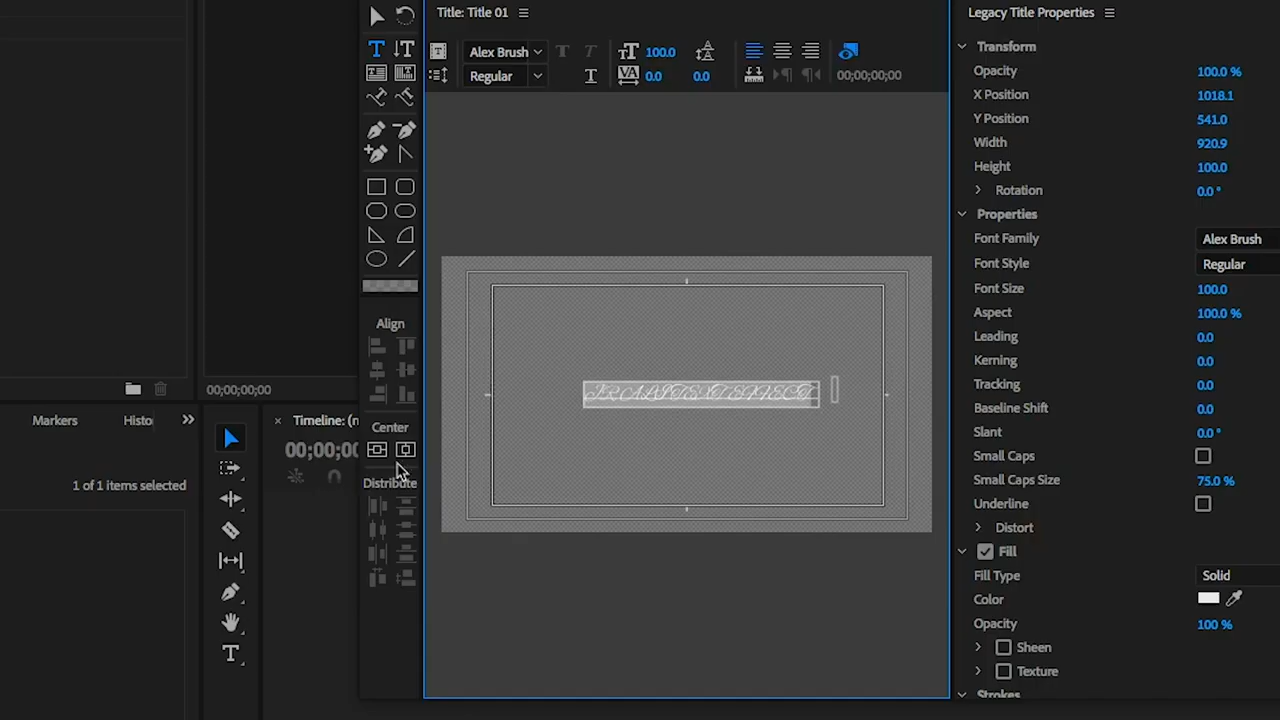 Title: Title 01
Alex Brush
100.0
Regular
0.0
0.0
00;00;00;00
Align
Center
Distribute
00;00;00;00
Markers
Histo
1 of 1 items selected
Timeline: (n
00;00;00
Legacy Title Properties
Transform
Opacity 100.0 %
X Position 1018.1
Y Position 541.0
Width 920.9
Height 100.0
Rotation 0.0 °
Properties
Font Family Alex Brush
Font Style Regular
Font Size 100.0
Aspect 100.0 %
Leading 0.0
Kerning 0.0
Tracking 0.0
Baseline Shift 0.0
Slant 0.0 °
Small Caps
Small Caps Size 75.0 %
Underline
Distort
Fill
Fill Type Solid
Color
Opacity 100 %
Sheen
Texture
Strokes